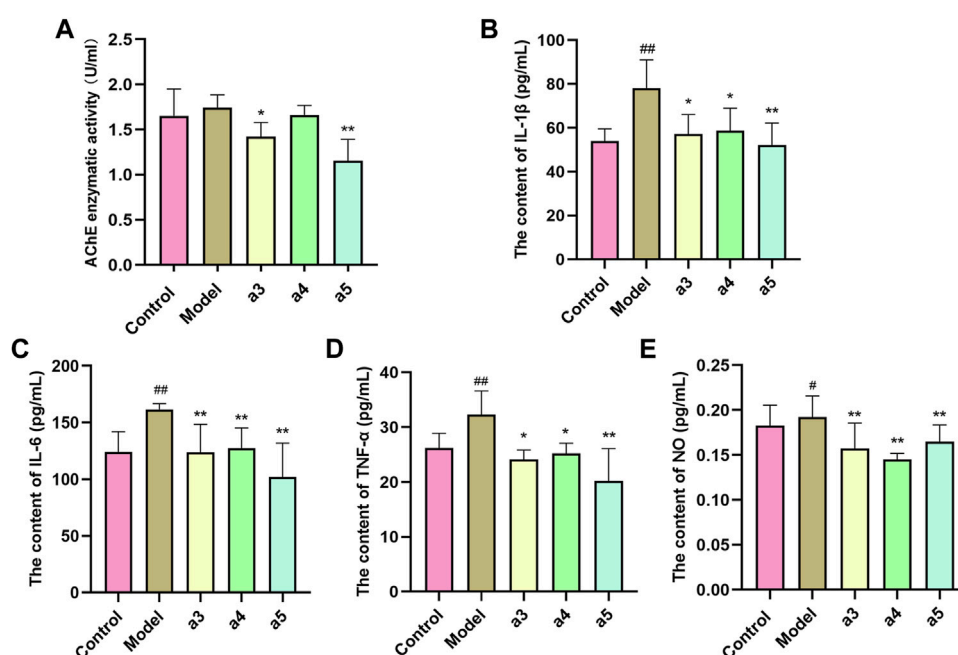 A
AChE enzymatic activity (U/ml)
2.5
2.0
1.5
1.0
0.5
0.0
*
**
Control
Model
a3
a4
a5
B
The content of IL-1β (pg/mL)
100
80
60
40
20
0
##
*
*
**
Control
Model
a3
a4
a5
C
The content of IL-6 (pg/mL)
200
150
100
50
0
##
**
**
**
Control
Model
a3
a4
a5
D
The content of TNF-α (pg/mL)
40
30
20
10
0
##
*
*
**
Control
Model
a3
a4
a5
E
The content of NO (pg/mL)
0.25
0.20
0.15
0.10
0.05
0.00
#
**
**
**
Control
Model
a3
a4
a5